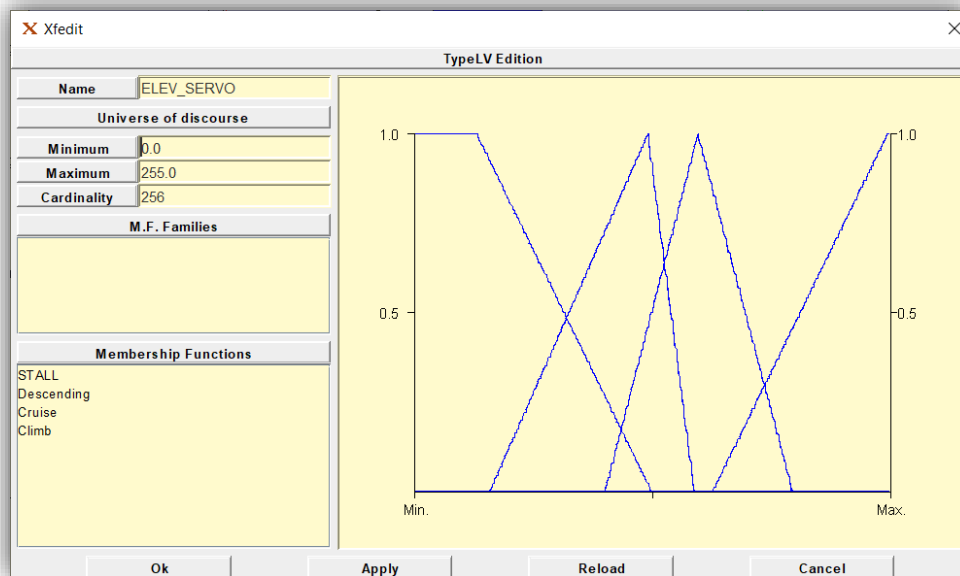 Xfedit
TypeLV Edition
Name ELEV_SERVO
Universe of discourse
Minimum 0.0
Maximum 255.0
Cardinality 256
M.F. Families
Membership Functions
STALL
Descending
Cruise
Climb
1.0 1.0
0.5 0.5
Min. Max.
Ok Apply Reload Cancel